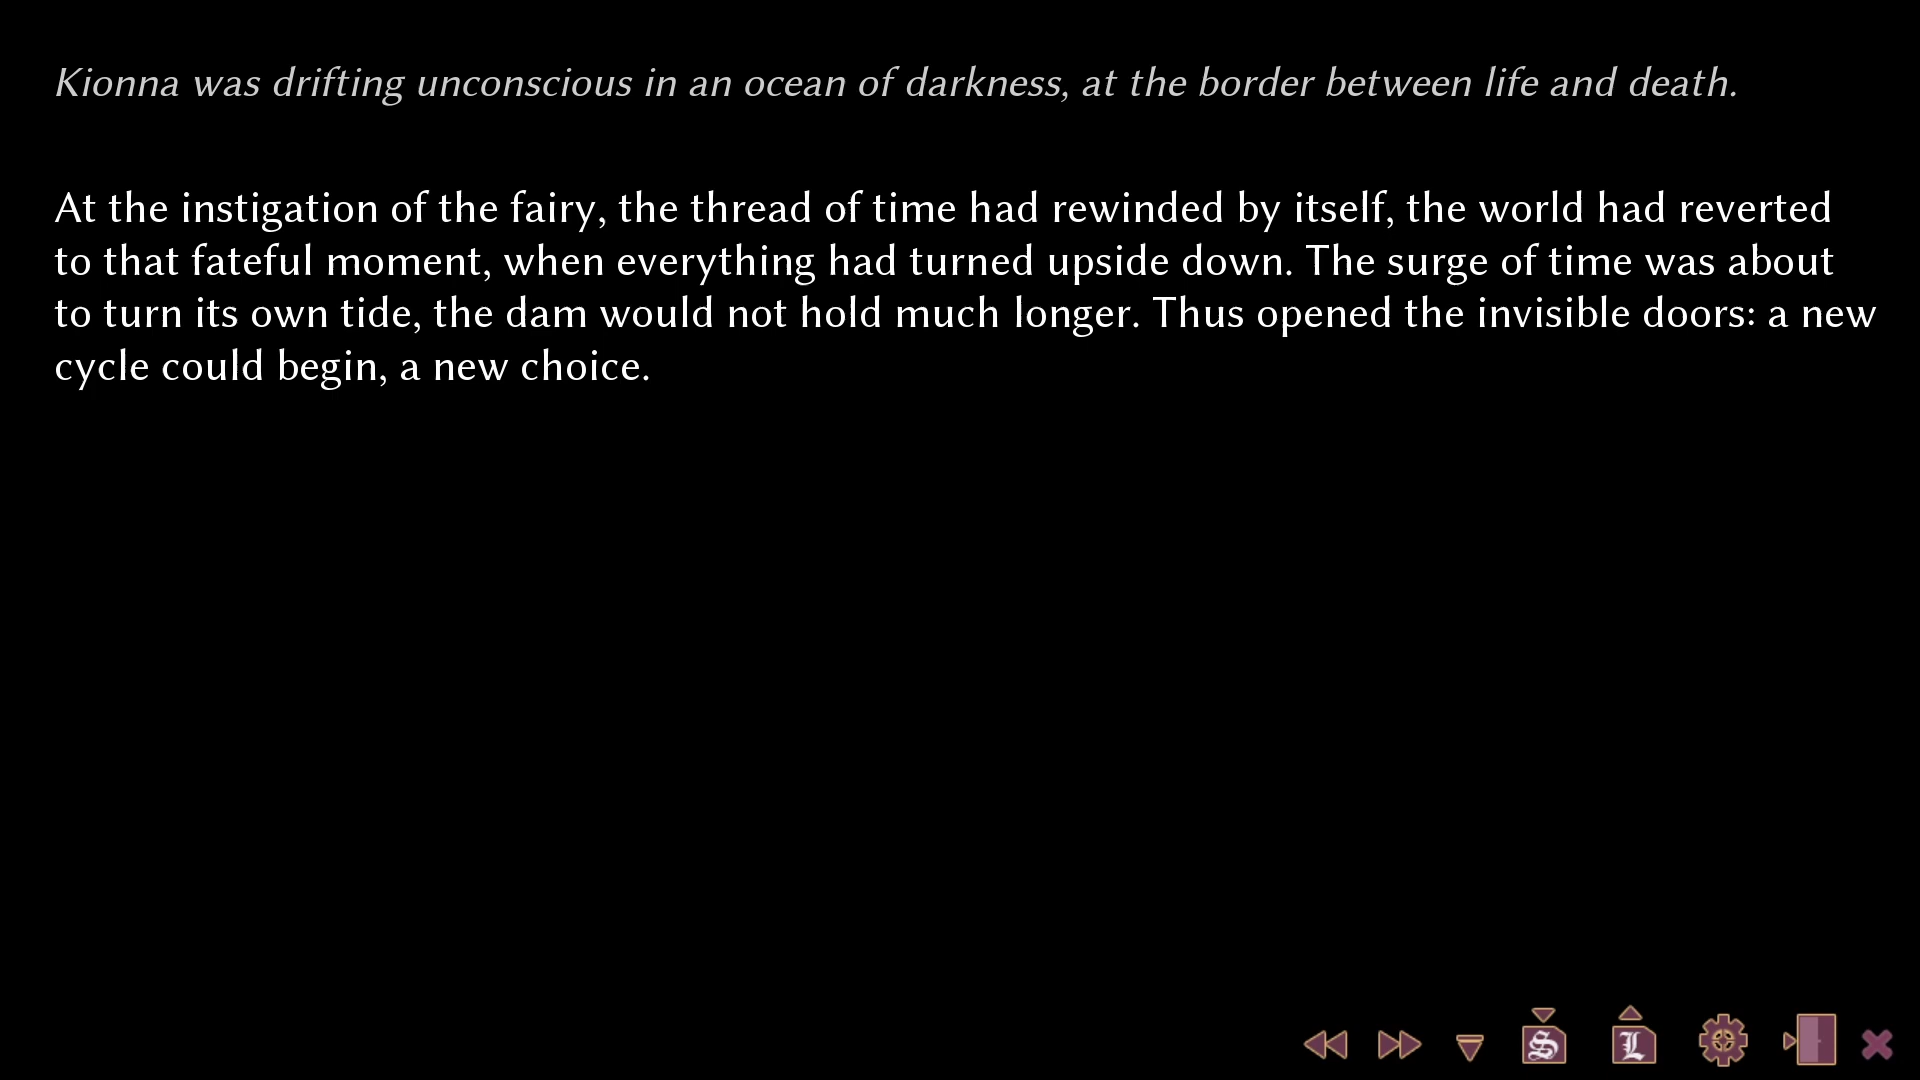 Kionna was drifting unconscious in an ocean of darkness, at the border between life and death.
At the instigation of the fairy, the thread of time had rewinded by itself, the world had reverted
to that fateful moment, when everything had turned upside down. The surge of time was about
to turn its own tide, the dam would not hold much longer. Thus opened the invisible doors: a new
cycle could begin, a new choice.
S L